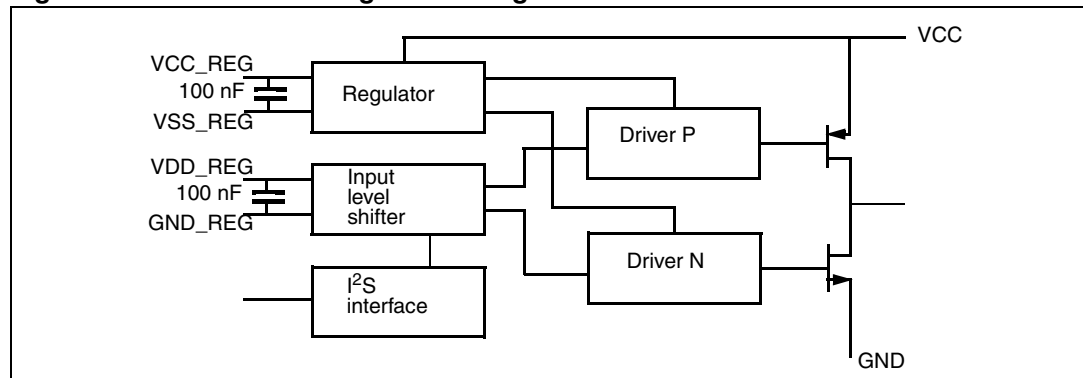 VCC
VCC_REG
100 nF
VSS_REG
Regulator
Driver P
VDD_REG
100 nF
GND_REG
Input
level
shifter
Driver N
I²S
interface
GND